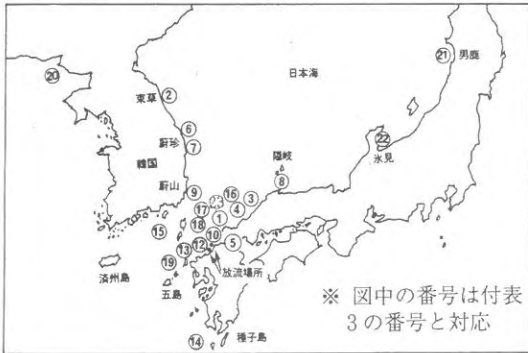 ⑳
㉑
男鹿
日本海
束草
②
⑥
蔚珍
⑦
隠岐
⑧
㉒
氷見
韓国
蔚山
⑨
⑯
③
⑰
④
①
⑮
⑱
⑩
⑤
⑬
⑫
済州島
⑲
五島
放流場所
⑭
種子島
※ 図中の番号は付表
3の番号と対応